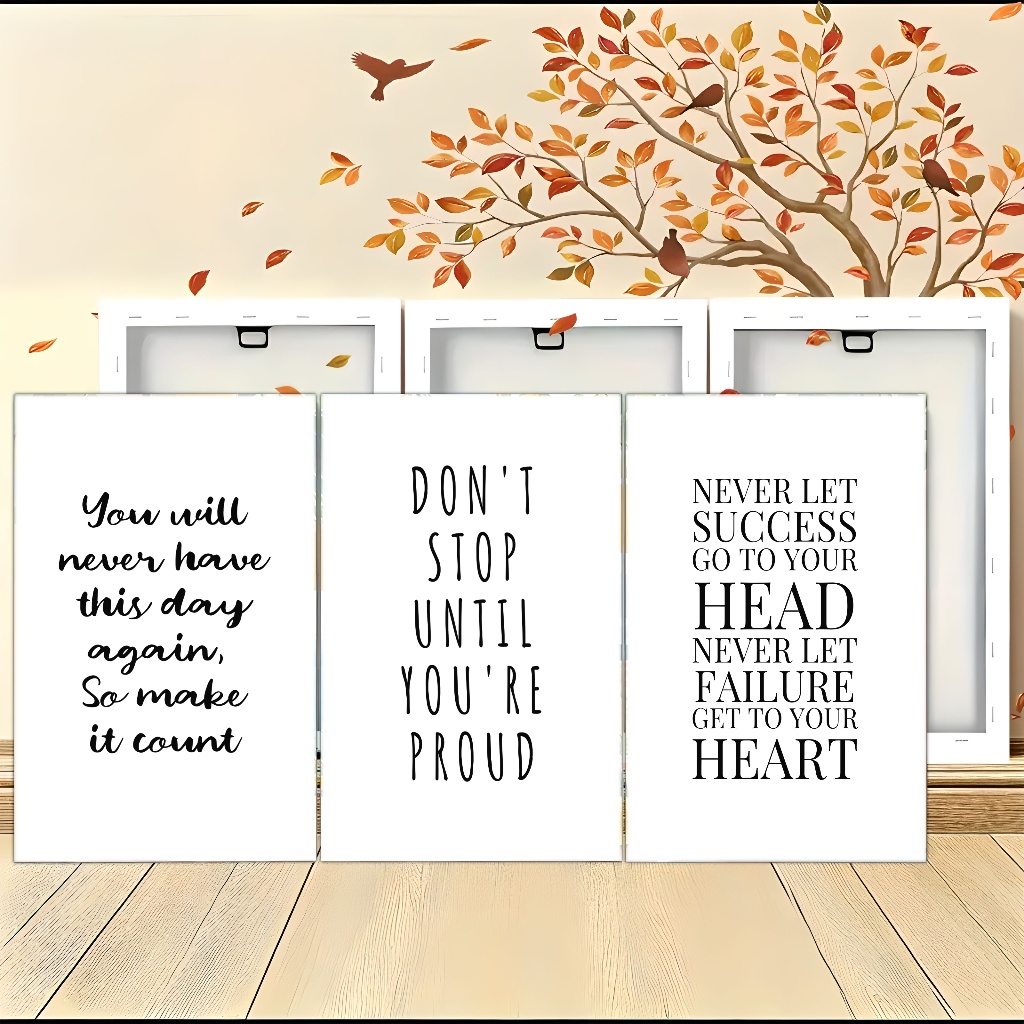 You will
never have
this day
again,
So make
it count
DON'T
STOP
UNTIL
YOU'RE
PROUD
NEVER LET
SUCCESS
GO TO YOUR
HEAD
NEVER LET
FAILURE
GET TO YOUR
HEART